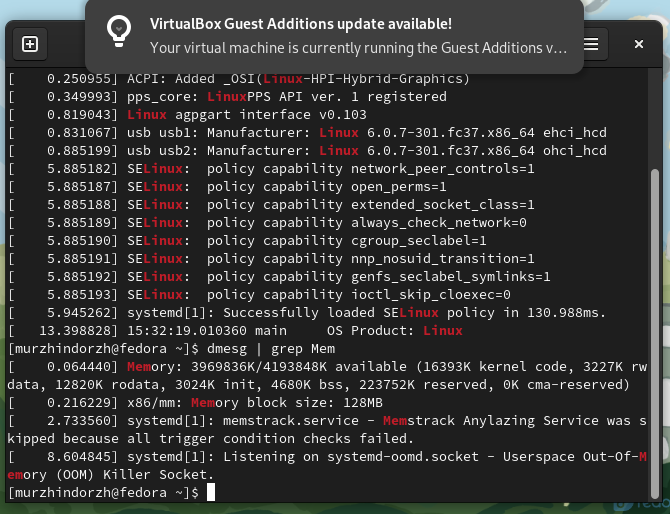 VirtualBox Guest Additions update available!
Your virtual machine is currently running the Guest Additions v…
[    0.250955] ACPI: Added _OSI(Linux-HPI-Hybrid-Graphics)
[    0.349993] pps_core: LinuxPPS API ver. 1 registered
[    0.819043] Linux agpgart interface v0.103
[    0.831067] usb usb1: Manufacturer: Linux 6.0.7-301.fc37.x86_64 ehci_hcd
[    0.885199] usb usb2: Manufacturer: Linux 6.0.7-301.fc37.x86_64 ohci_hcd
[    5.885182] SELinux:  policy capability network_peer_controls=1
[    5.885187] SELinux:  policy capability open_perms=1
[    5.885188] SELinux:  policy capability extended_socket_class=1
[    5.885189] SELinux:  policy capability always_check_network=0
[    5.885190] SELinux:  policy capability cgroup_seclabel=1
[    5.885191] SELinux:  policy capability nnp_nosuid_transition=1
[    5.885192] SELinux:  policy capability genfs_seclabel_symlinks=1
[    5.885193] SELinux:  policy capability ioctl_skip_cloexec=0
[    5.945262] systemd[1]: Successfully loaded SELinux policy in 130.988ms.
[   13.398828] 15:32:19.010360 main     OS Product: Linux
[murzhindorzh@fedora ~]$ dmesg | grep Mem
[    0.064440] Memory: 3969836K/4193848K available (16393K kernel code, 3227K rw
data, 12820K rodata, 3024K init, 4680K bss, 223752K reserved, 0K cma-reserved)
[    0.216229] x86/mm: Memory block size: 128MB
[    2.733560] systemd[1]: memstrack.service - Memstrack Anylazing Service was s
kipped because all trigger condition checks failed.
[    8.604845] systemd[1]: Listening on systemd-oomd.socket - Userspace Out-Of-M
emory (OOM) Killer Socket.
[murzhindorzh@fedora ~]$